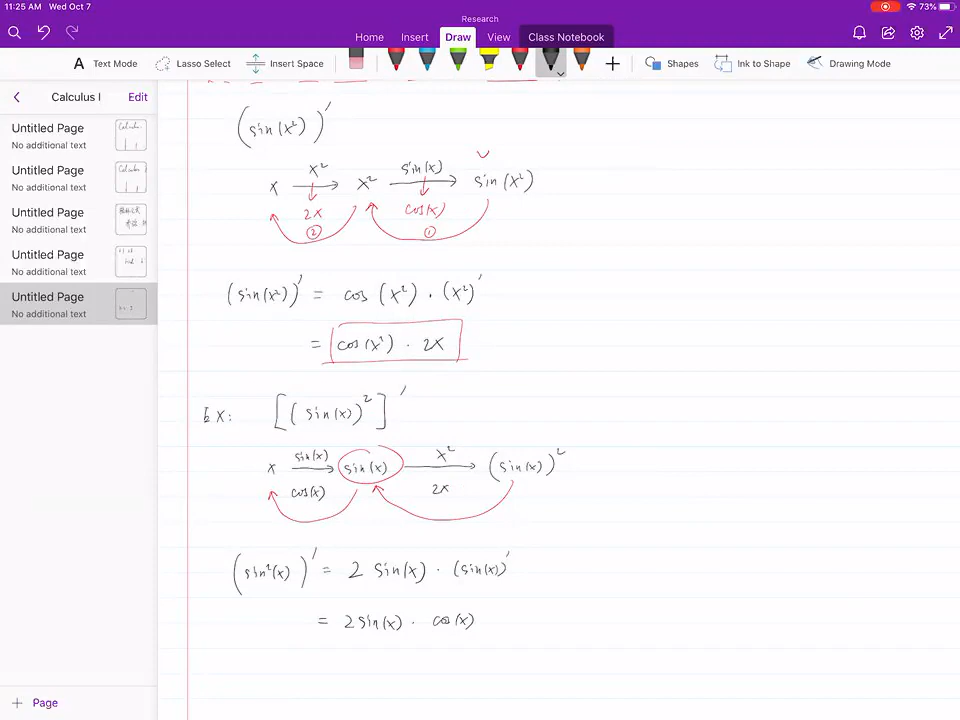 11:25 AM Wed Oct 7
73%
Research
Home Insert Draw View Class Notebook
A Text Mode Lasso Select Insert Space Shapes Ink to Shape Drawing Mode
Calculus I Edit
Untitled Page
No additional text
Untitled Page
No additional text
Untitled Page
No additional text
Untitled Page
No additional text
Untitled Page
No additional text
Page
(sin(x²))′
x² sin(x)
x → x² → sin(x²)
2x cos(x)
② ①
(sin(x²))′ = cos(x²) · (x²)′
= cos(x²) · 2x
Ex: [(sin(x))²]′
sin(x) x²
x → sin(x) → (sin(x))²
cos(x) 2x
(sin²(x))′ = 2 sin(x) · (sin(x))′
= 2 sin(x) · cos(x)